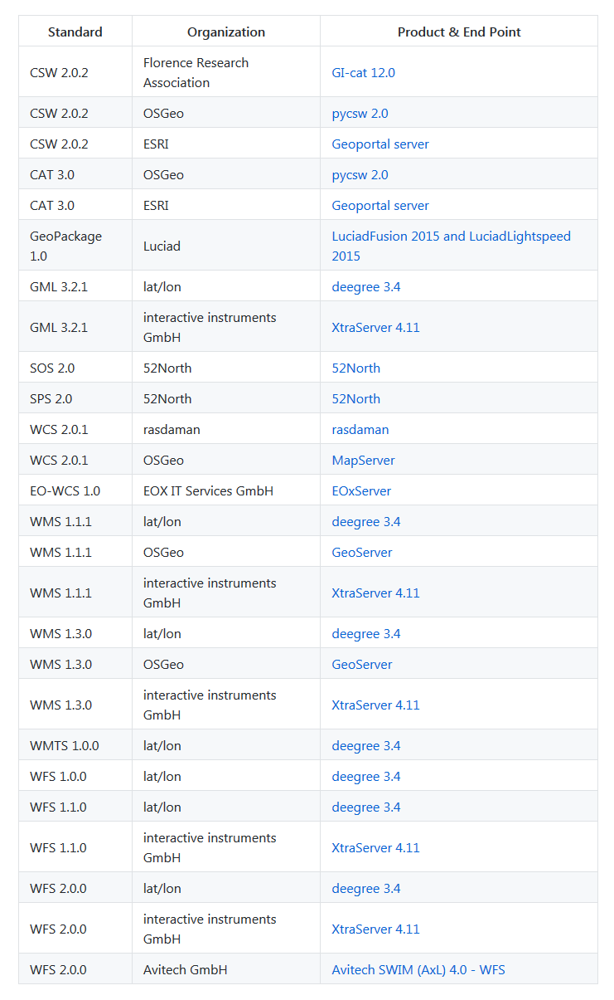 Standard Organization Product & End Point
CSW 2.0.2 Florence Research Association GI-cat 12.0
CSW 2.0.2 OSGeo pycsw 2.0
CSW 2.0.2 ESRI Geoportal server
CAT 3.0 OSGeo pycsw 2.0
CAT 3.0 ESRI Geoportal server
GeoPackage 1.0 Luciad LuciadFusion 2015 and LuciadLightspeed 2015
GML 3.2.1 lat/lon deegree 3.4
GML 3.2.1 interactive instruments GmbH XtraServer 4.11
SOS 2.0 52North 52North
SPS 2.0 52North 52North
WCS 2.0.1 rasdaman rasdaman
WCS 2.0.1 OSGeo MapServer
EO-WCS 1.0 EOX IT Services GmbH EOxServer
WMS 1.1.1 lat/lon deegree 3.4
WMS 1.1.1 OSGeo GeoServer
WMS 1.1.1 interactive instruments GmbH XtraServer 4.11
WMS 1.3.0 lat/lon deegree 3.4
WMS 1.3.0 OSGeo GeoServer
WMS 1.3.0 interactive instruments GmbH XtraServer 4.11
WMTS 1.0.0 lat/lon deegree 3.4
WFS 1.0.0 lat/lon deegree 3.4
WFS 1.1.0 lat/lon deegree 3.4
WFS 1.1.0 interactive instruments GmbH XtraServer 4.11
WFS 2.0.0 lat/lon deegree 3.4
WFS 2.0.0 interactive instruments GmbH XtraServer 4.11
WFS 2.0.0 Avitech GmbH Avitech SWIM (AxL) 4.0 - WFS